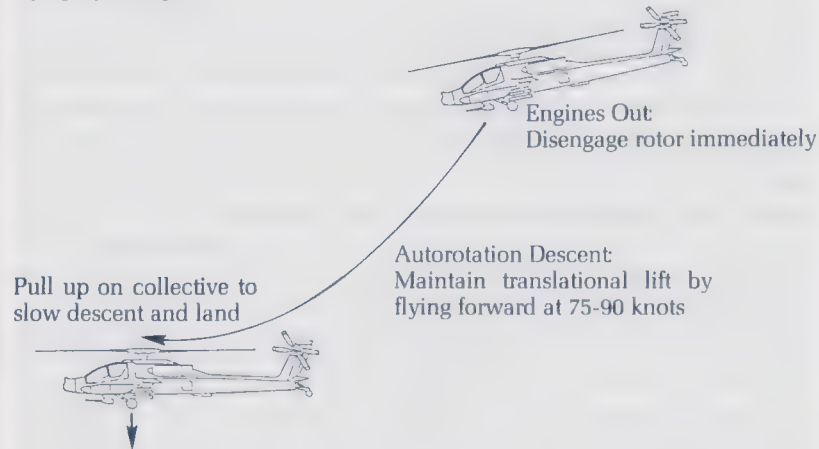 Engines Out:
Disengage rotor immediately
Autorotation Descent:
Maintain translational lift by
flying forward at 75-90 knots
Pull up on collective to
slow descent and land